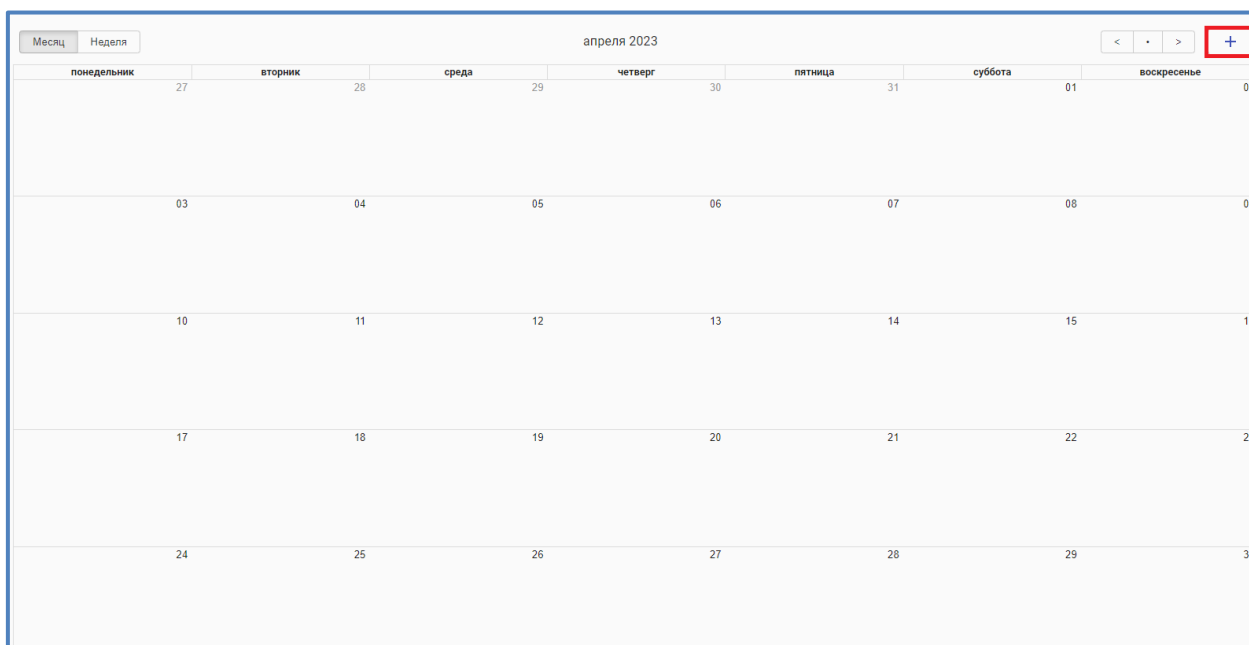 Месяц Неделя апреля 2023 < • > +
понедельник вторник среда четверг пятница суббота воскресенье
27 28 29 30 31 01
03 04 05 06 07 08
10 11 12 13 14 15
17 18 19 20 21 22
24 25 26 27 28 29